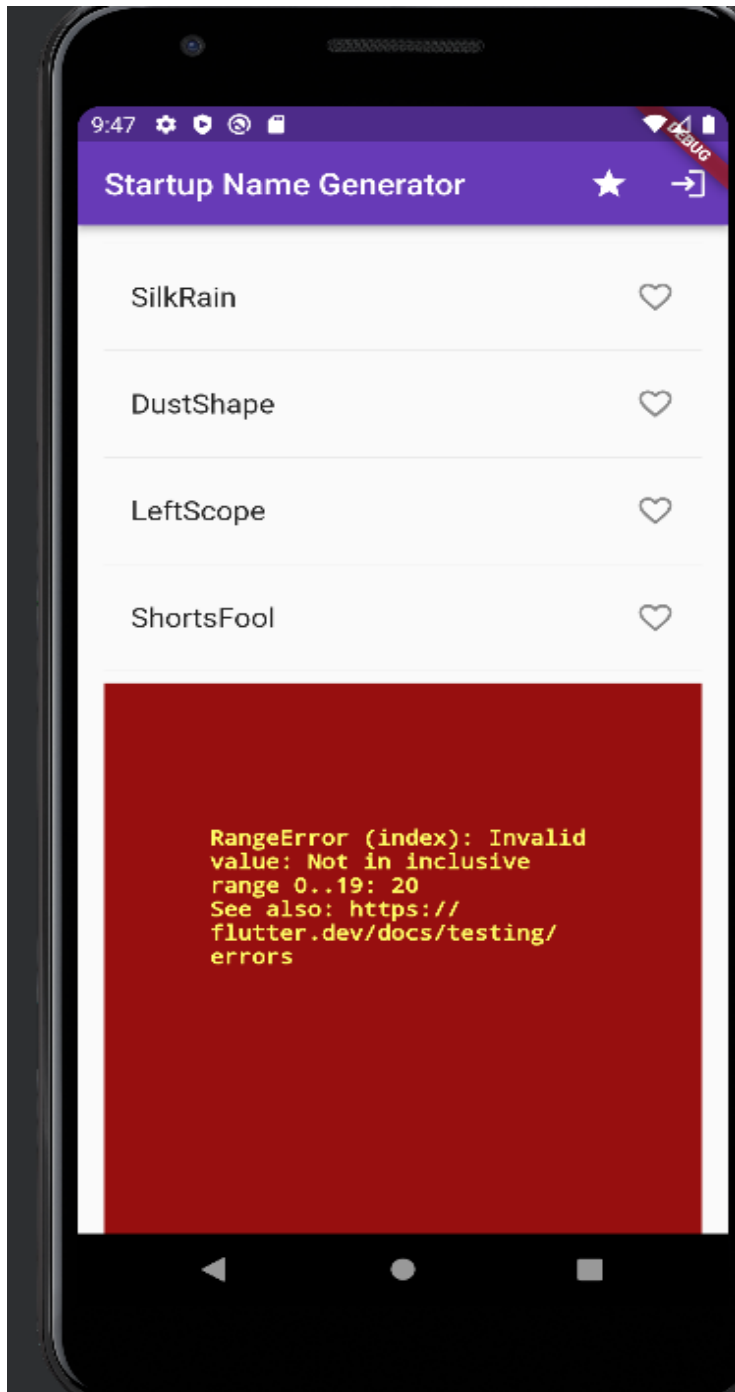 9:47
DEBUG
Startup Name Generator
SilkRain
DustShape
LeftScope
ShortsFool
RangeError (index): Invalid
value: Not in inclusive
range 0..19: 20
See also: https://
flutter.dev/docs/testing/
errors